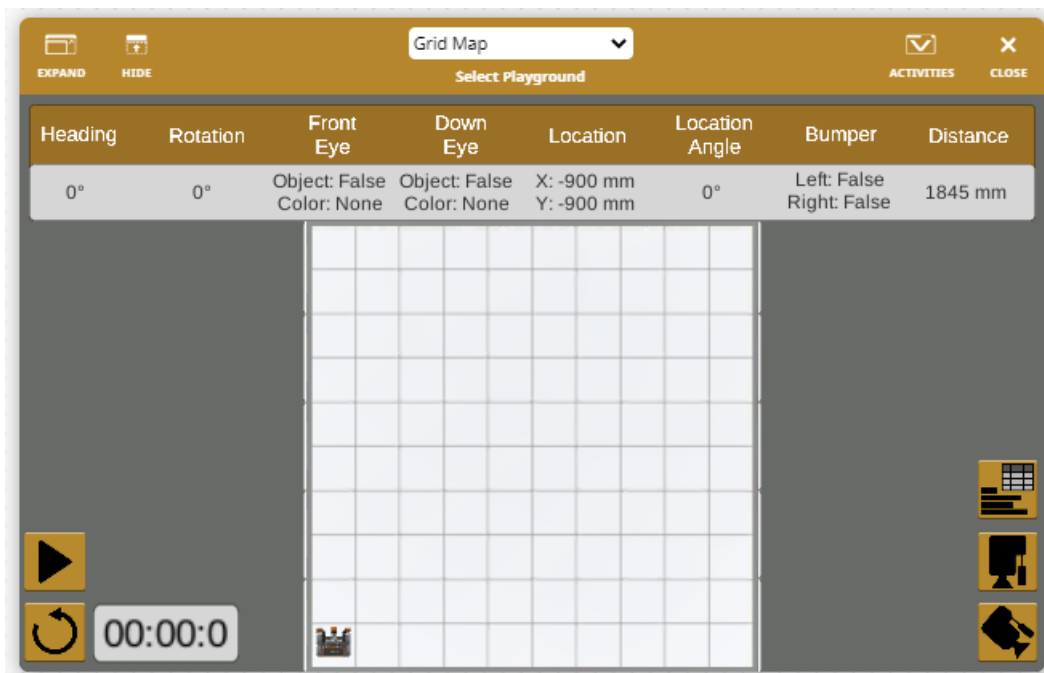 Grid Map
EXPAND HIDE Select Playground ACTIVITIES CLOSE
Heading Rotation Front Eye Down Eye Location Location Angle Bumper Distance
0° 0° Object: False Object: False X: -900 mm 0° Left: False 1845 mm
Color: None Color: None Y: -900 mm Right: False
00:00:0